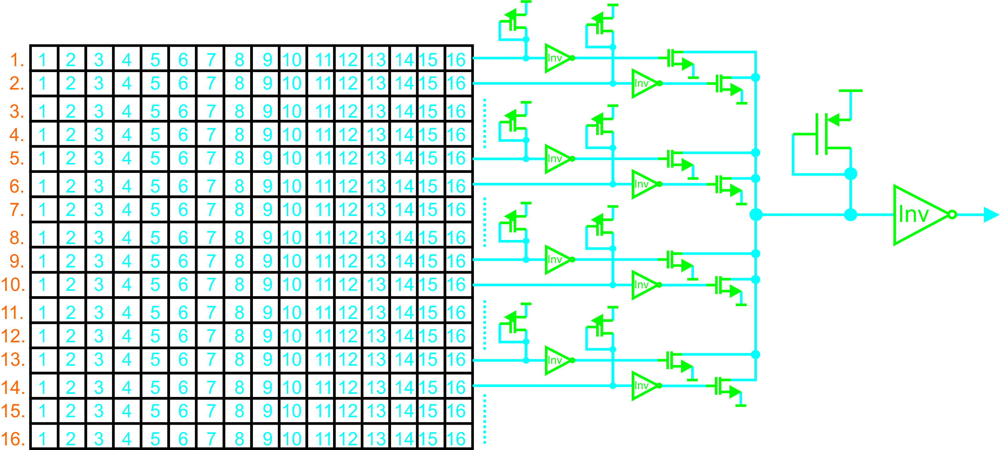 1. 1 2 3 4 5 6 7 8 9 10 11 12 13 14 15 16 Inv
2. 1 2 3 4 5 6 7 8 9 10 11 12 13 14 15 16 Inv
3. 1 2 3 4 5 6 7 8 9 10 11 12 13 14 15 16
4. 1 2 3 4 5 6 7 8 9 10 11 12 13 14 15 16
5. 1 2 3 4 5 6 7 8 9 10 11 12 13 14 15 16 Inv
6. 1 2 3 4 5 6 7 8 9 10 11 12 13 14 15 16 Inv
7. 1 2 3 4 5 6 7 8 9 10 11 12 13 14 15 16 Inv
8. 1 2 3 4 5 6 7 8 9 10 11 12 13 14 15 16
9. 1 2 3 4 5 6 7 8 9 10 11 12 13 14 15 16 Inv
10. 1 2 3 4 5 6 7 8 9 10 11 12 13 14 15 16 Inv
11. 1 2 3 4 5 6 7 8 9 10 11 12 13 14 15 16
12. 1 2 3 4 5 6 7 8 9 10 11 12 13 14 15 16
13. 1 2 3 4 5 6 7 8 9 10 11 12 13 14 15 16 Inv
14. 1 2 3 4 5 6 7 8 9 10 11 12 13 14 15 16 Inv
15. 1 2 3 4 5 6 7 8 9 10 11 12 13 14 15 16
16. 1 2 3 4 5 6 7 8 9 10 11 12 13 14 15 16